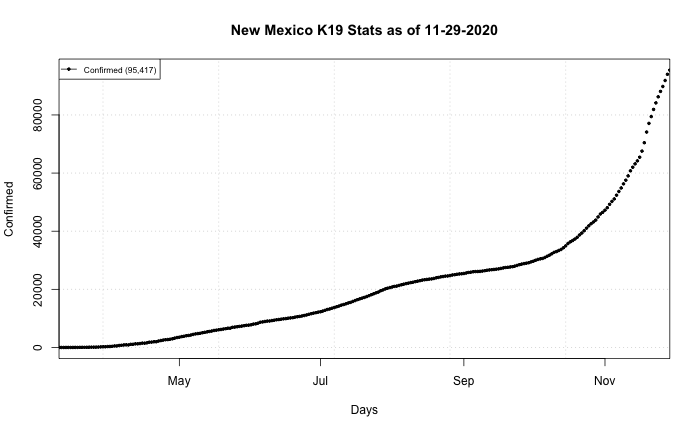 New Mexico K19 Stats as of 11-29-2020
Confirmed (95,417)
Confirmed
80000
60000
40000
20000
0
May
Jul
Sep
Nov
Days